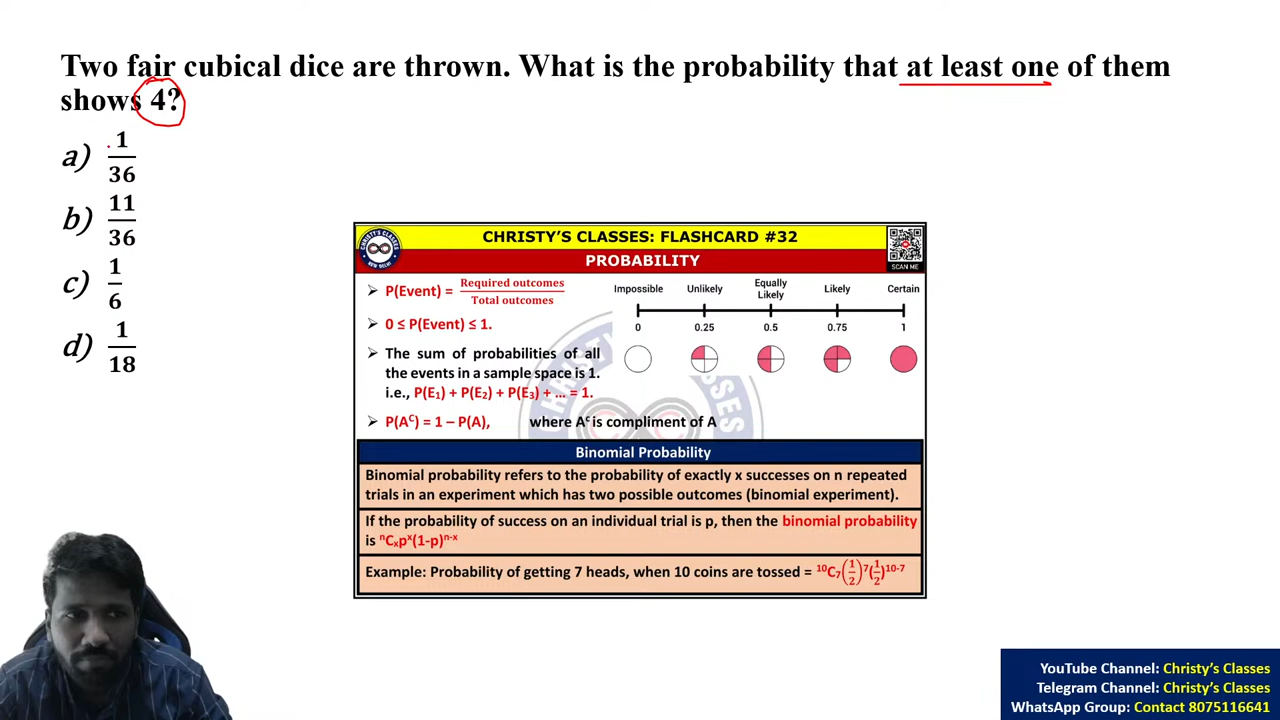 Two fair cubical dice are thrown. What is the probability that at least one of them
shows 4?
a) 1/36
b) 11/36
c) 1/6
d) 1/18
CHRISTY'S CLASSES: FLASHCARD #32
PROBABILITY
SCAN ME
➤ P(Event) = Required outcomes / Total outcomes
➤ 0 ≤ P(Event) ≤ 1.
➤ The sum of probabilities of all
the events in a sample space is 1.
i.e., P(E₁) + P(E₂) + P(E₃) + ... = 1.
➤ P(Aᶜ) = 1 – P(A), where Aᶜ is compliment of A
Impossible Unlikely Equally Likely Likely Certain
0 0.25 0.5 0.75 1
Binomial Probability
Binomial probability refers to the probability of exactly x successes on n repeated
trials in an experiment which has two possible outcomes (binomial experiment).
If the probability of success on an individual trial is p, then the binomial probability
is ⁿCₓpˣ(1-p)ⁿ⁻ˣ
Example: Probability of getting 7 heads, when 10 coins are tossed = ¹⁰C₇(1/2)⁷(1/2)¹⁰⁻⁷
YouTube Channel: Christy's Classes
Telegram Channel: Christy's Classes
WhatsApp Group: Contact 8075116641